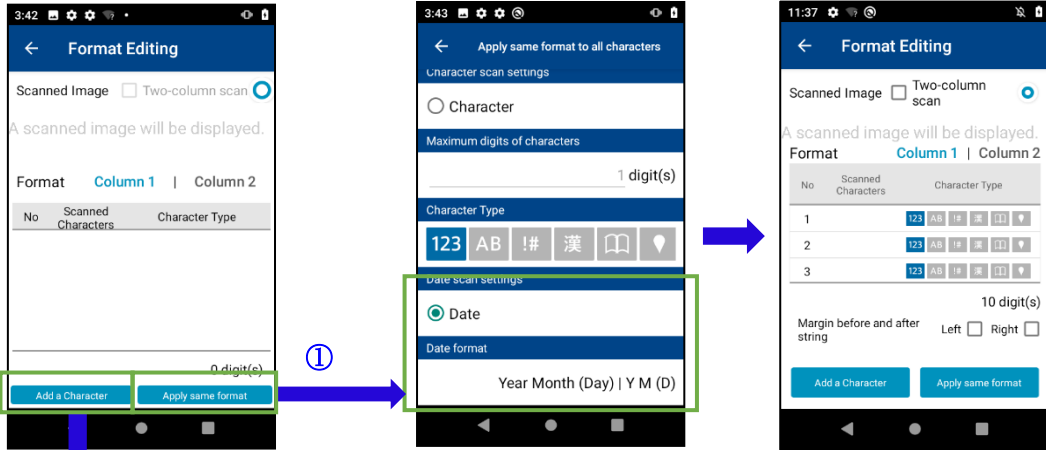 3:42
Format Editing
Scanned Image Two-column scan
A scanned image will be displayed.
Format Column 1 | Column 2
No Scanned Characters Character Type
0 digit(s)
Add a Character Apply same format
①
3:43
Apply same format to all characters
Character scan settings
Character
Maximum digits of characters
1 digit(s)
Character Type
123 AB !# 漢
Date scan settings
Date
Date format
Year Month (Day) | Y M (D)
11:37
Format Editing
Scanned Image Two-column
scan
A scanned image will be displayed.
Format Column 1 | Column 2
No Scanned Characters Character Type
1 123 AB !# 漢
2 123 AB !# 漢
3 123 AB !# 漢
10 digit(s)
Margin before and after
string
Left Right
Add a Character Apply same format